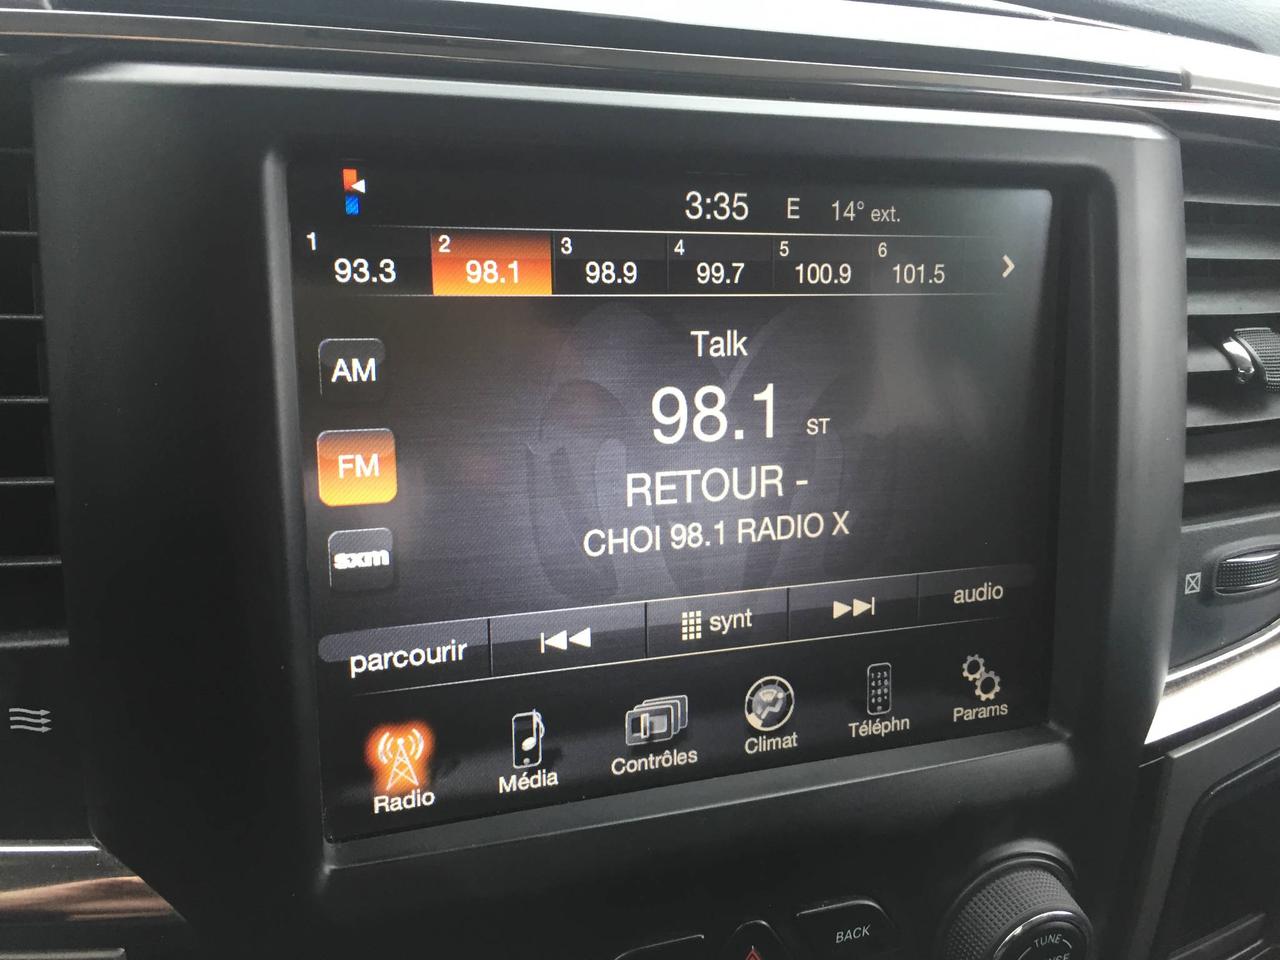 3:35 E 14° ext.
1 93.3 2 98.1 3 98.9 4 99.7 5 100.9 6 101.5
Talk
AM
98.1 ST
FM
RETOUR -
CHOI 98.1 RADIO X
sxm
parcourir synt audio
Radio Média Contrôles Climat Téléphn Params
BACK
TUNE